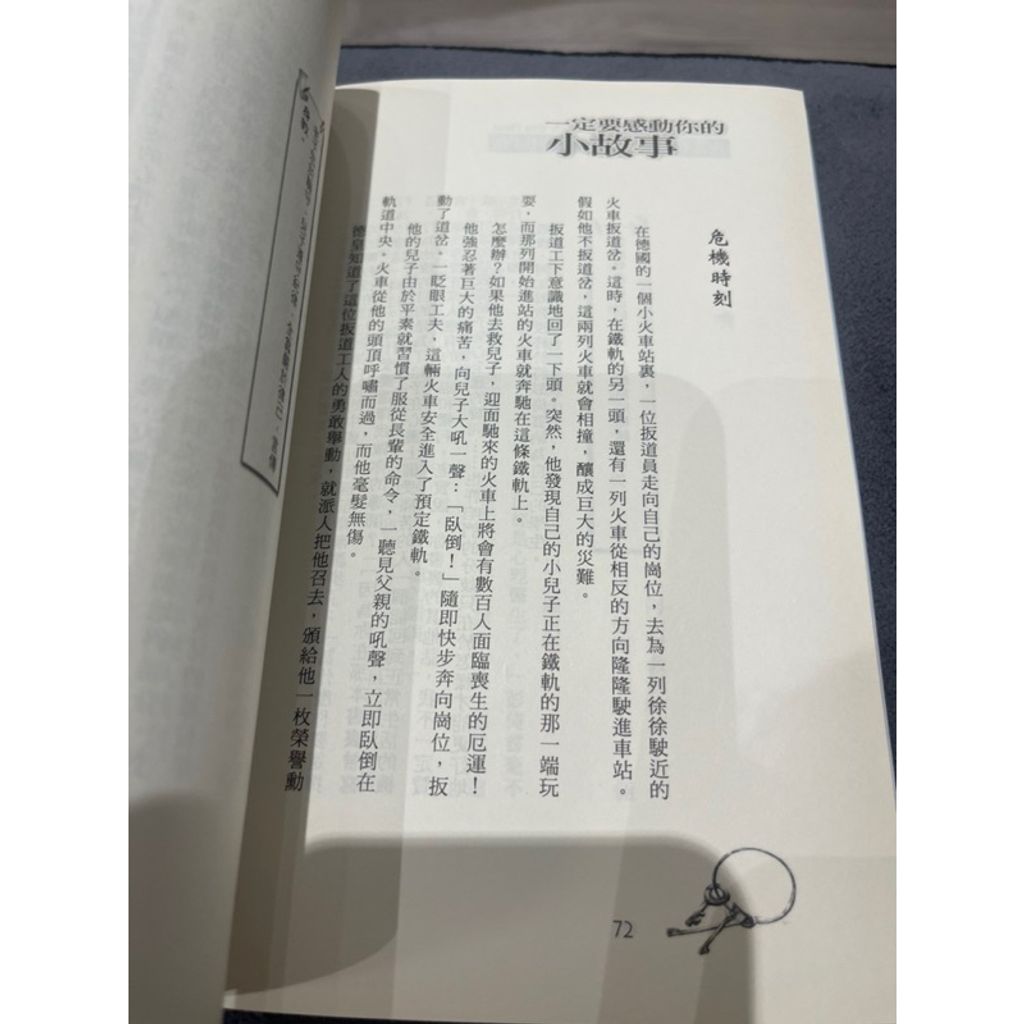 一定要感動你的
小故事
危機時刻
在德國的一個小火車站裏，一位扳道員走向自己的崗位，去為一列徐徐駛近的
火車扳道岔。這時，在鐵軌的另一頭，還有一列火車從相反的方向隆隆駛進車站。
假如他不扳道岔，這兩列火車就會相撞，釀成巨大的災難。
扳道工下意識地回了一下頭。突然，他發現自己的小兒子正在鐵軌的那一端玩
耍，而那列開始進站的火車就奔馳在這條鐵軌上。
怎麼辦？如果他去救兒子，迎面馳來的火車上將會有數百人面臨喪生的厄運！
他強忍著巨大的痛苦，向兒子大吼一聲：「臥倒！」隨即快步奔向崗位，扳
動了道岔。一眨眼工夫，這輛火車安全進入了預定鐵軌。
他的兒子由於平素就習慣了服從長輩的命令，一聽見父親的吼聲，立即臥倒在
軌道中央。火車從他的頭頂呼嘯而過，而他毫髮無傷。
德皇知道了這位扳道工人的勇敢舉動，就派人把他召去，頒給他一枚榮譽勳
72